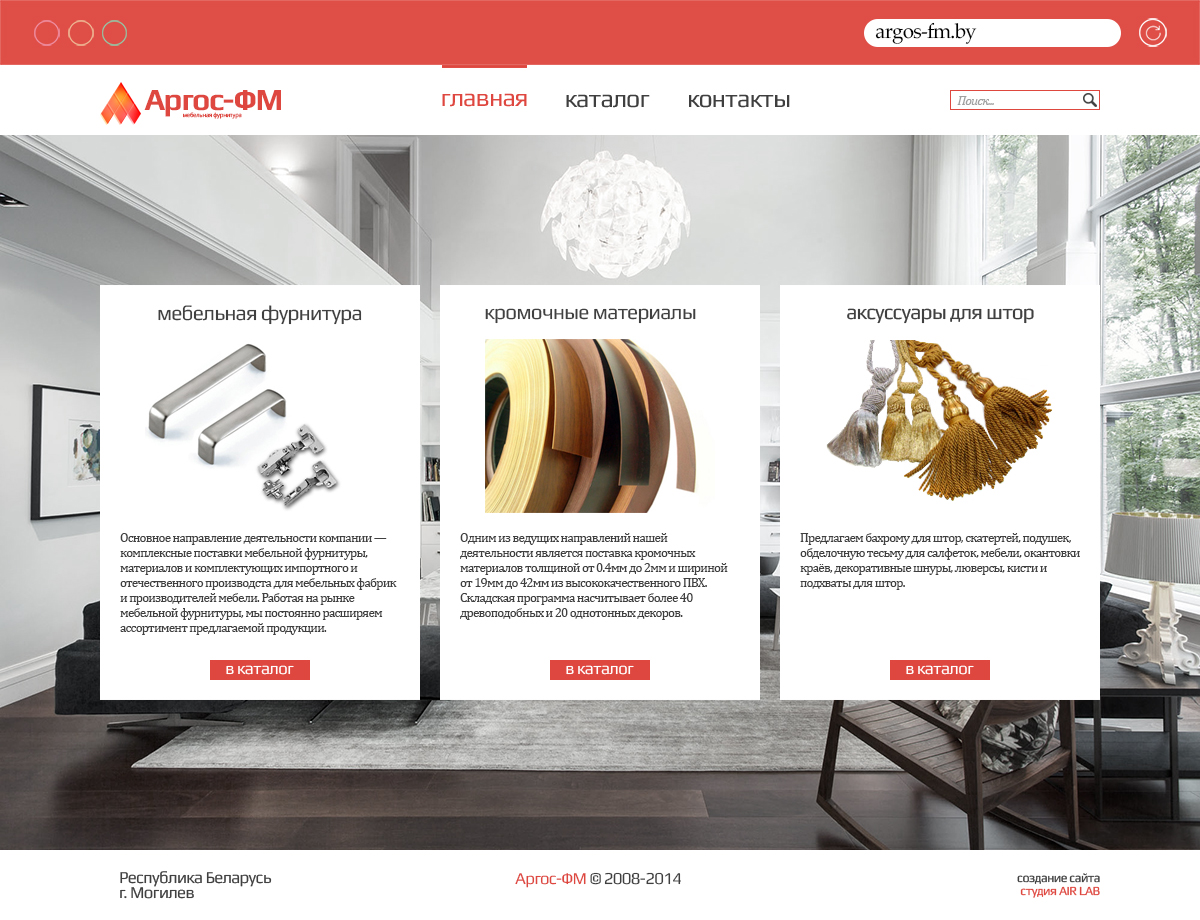 argos-fm.by
Аргос-ФМ
мебельная фурнитура
главная
каталог
контакты
Поиск...
мебельная фурнитура
Основное направление деятельности компании —
комплексные поставки мебельной фурнитуры,
материалов и комплектующих импортного и
отечественного производста для мебельных фабрик
и производителей мебели. Работая на рынке
мебельной фурнитуры, мы постоянно расширяем
ассортимент предлагаемой продукции.
в каталог
кромочные материалы
Одним из ведущих направлений нашей
деятельности является поставка кромочных
материалов толщиной от 0.4мм до 2мм и шириной
от 19мм до 42мм из высококачественного ПВХ.
Складская программа насчитывает более 40
древоподобных и 20 однотонных декоров.
в каталог
аксуссуары для штор
Предлагаем бахрому для штор, скатертей, подушек,
обделочную тесьму для салфеток, мебели, окантовки
краёв, декоративные шнуры, люверсы, кисти и
подхваты для штор.
в каталог
Республика Беларусь
г. Могилев
Аргос-ФМ © 2008-2014
создание сайта
студия AIR LAB